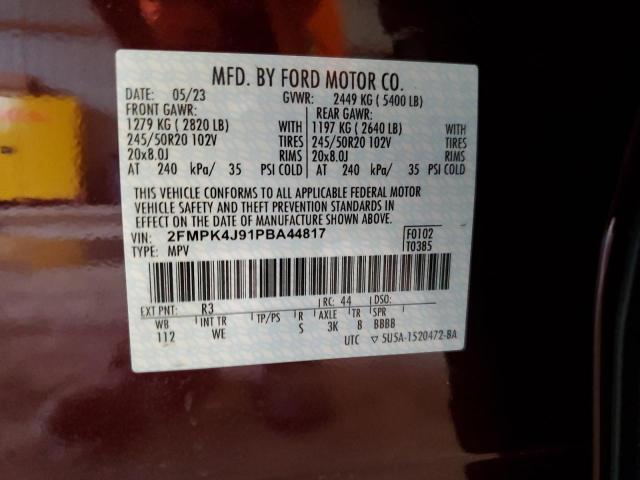 MFD. BY FORD MOTOR CO.
DATE: 05/23 GVWR: 2449 KG ( 5400 LB)
FRONT GAWR: REAR GAWR:
1279 KG ( 2820 LB) WITH 1197 KG ( 2640 LB) WITH
245/50R20 102V TIRES 245/50R20 102V TIRES
20x8.0J RIMS 20x8.0J RIMS
AT 240 kPa/ 35 PSI COLD AT 240 kPa/ 35 PSI COLD
THIS VEHICLE CONFORMS TO ALL APPLICABLE FEDERAL MOTOR
VEHICLE SAFETY AND THEFT PREVENTION STANDARDS IN
EFFECT ON THE DATE OF MANUFACTURE SHOWN ABOVE.
VIN: 2FMPK4J91PBA44817 F0102
TYPE: MPV T0385
EXT PNT: R3 RC: 44 DSO:
WB INT TR TP/PS R AXLE TR SPR
112 WE S 3K 8 BBBB
UTC ▽ 5U5A-1520472-BA